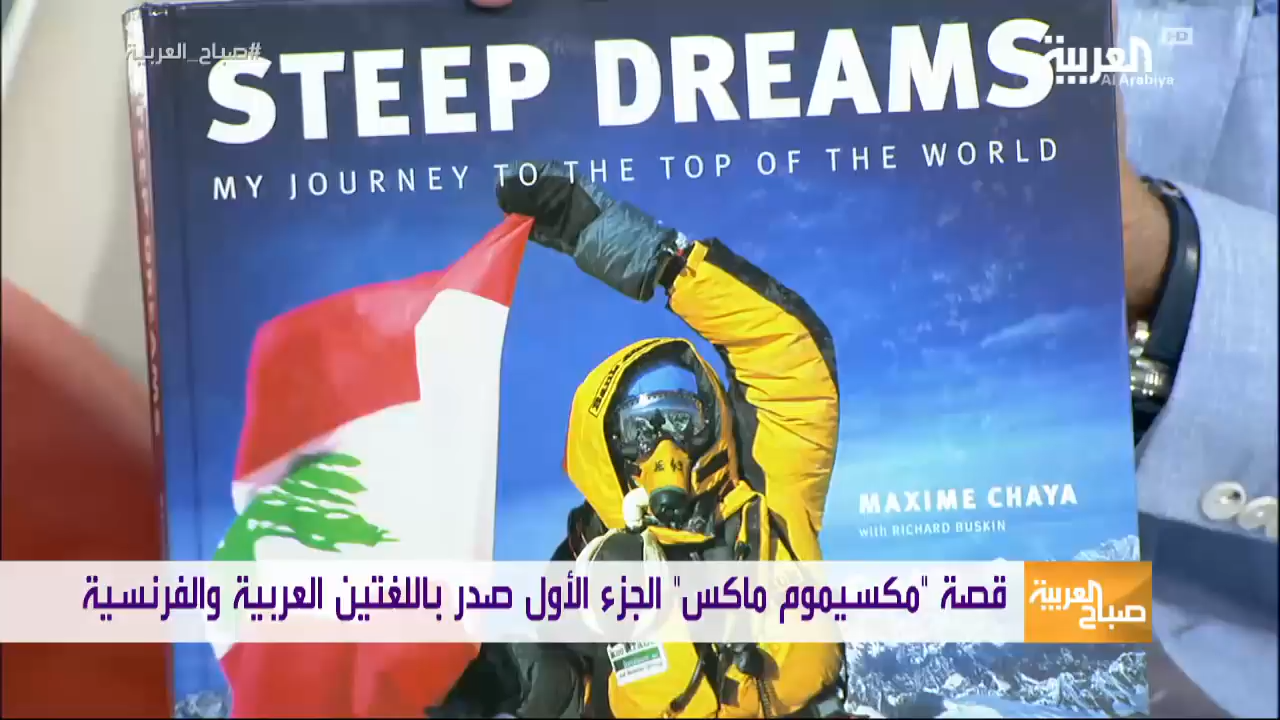 #صباح_العربية
العربية HD
Al Arabiya
STEEP DREAMS
MY JOURNEY TO THE TOP OF THE WORLD
MAXIME CHAYA
with RICHARD BUSKIN
قصة "مكسيموم ماكس" الجزء الأول صدر باللغتين العربية والفرنسية
صباح العربية